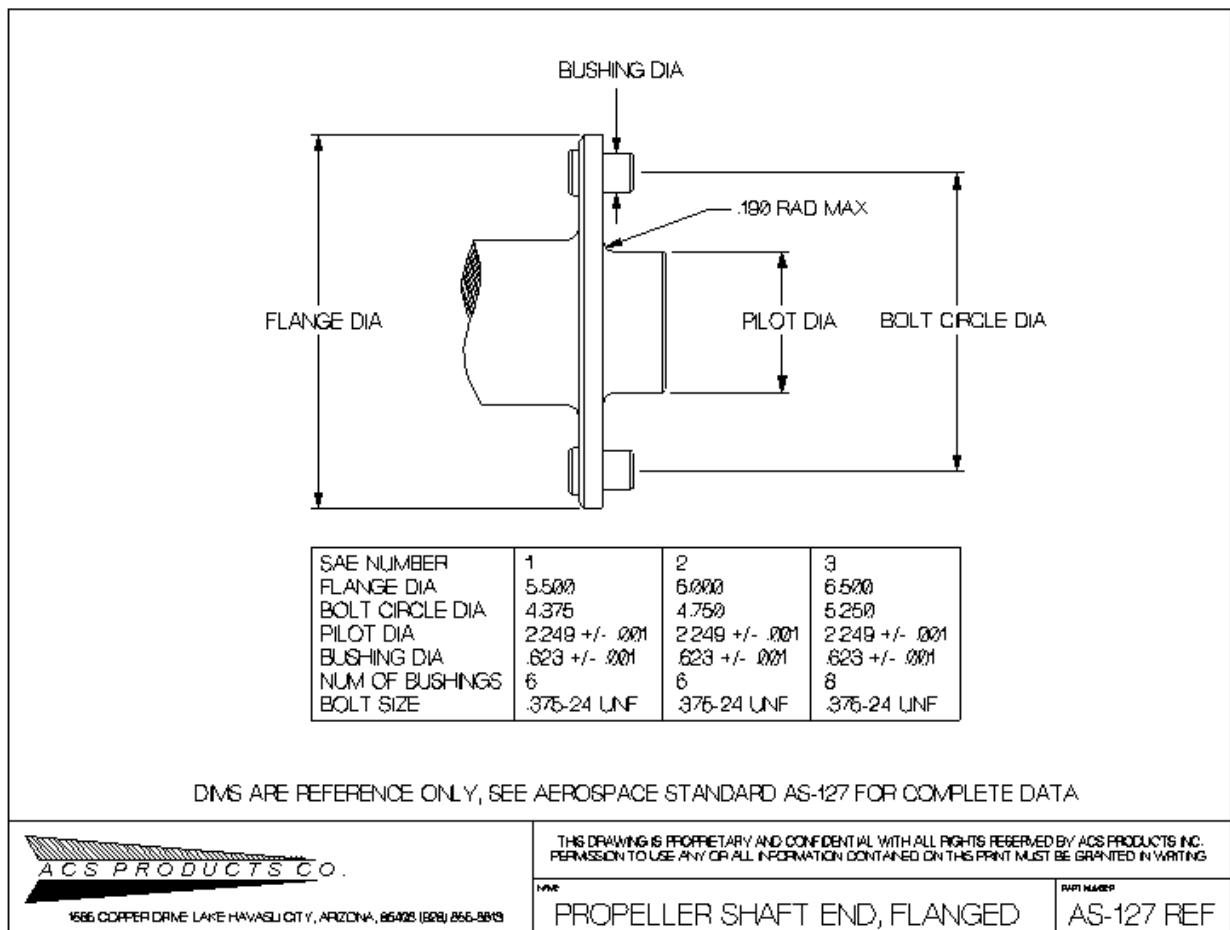 BUSHING DIA
.190 RAD MAX
FLANGE DIA
PILOT DIA
BOLT CIRCLE DIA
SAE NUMBER 1 2 3
FLANGE DIA 5.500 6.000 6.500
BOLT CIRCLE DIA 4.375 4.750 5.250
PILOT DIA 2.249 +/- .001 2.249 +/- .001 2.249 +/- .001
BUSHING DIA .623 +/- .001 .623 +/- .001 .623 +/- .001
NUM OF BUSHINGS 6 6 8
BOLT SIZE .375-24 UNF .375-24 UNF .375-24 UNF
DIMS ARE REFERENCE ONLY, SEE AEROSPACE STANDARD AS-127 FOR COMPLETE DATA
ACS PRODUCTS CO.
COPPER DRIVE LAKE HAVASU CITY, ARIZONA,
THIS DRAWING IS PROPRIETARY AND CONFIDENTIAL WITH ALL RIGHTS RESERVED BY ACS PRODUCTS INC.
PERMISSION TO USE ANY OR ALL INFORMATION CONTAINED ON THIS PRINT MUST BE GRANTED IN WRITING
NAME
PROPELLER SHAFT END, FLANGED
PART NUMBER
AS-127 REF